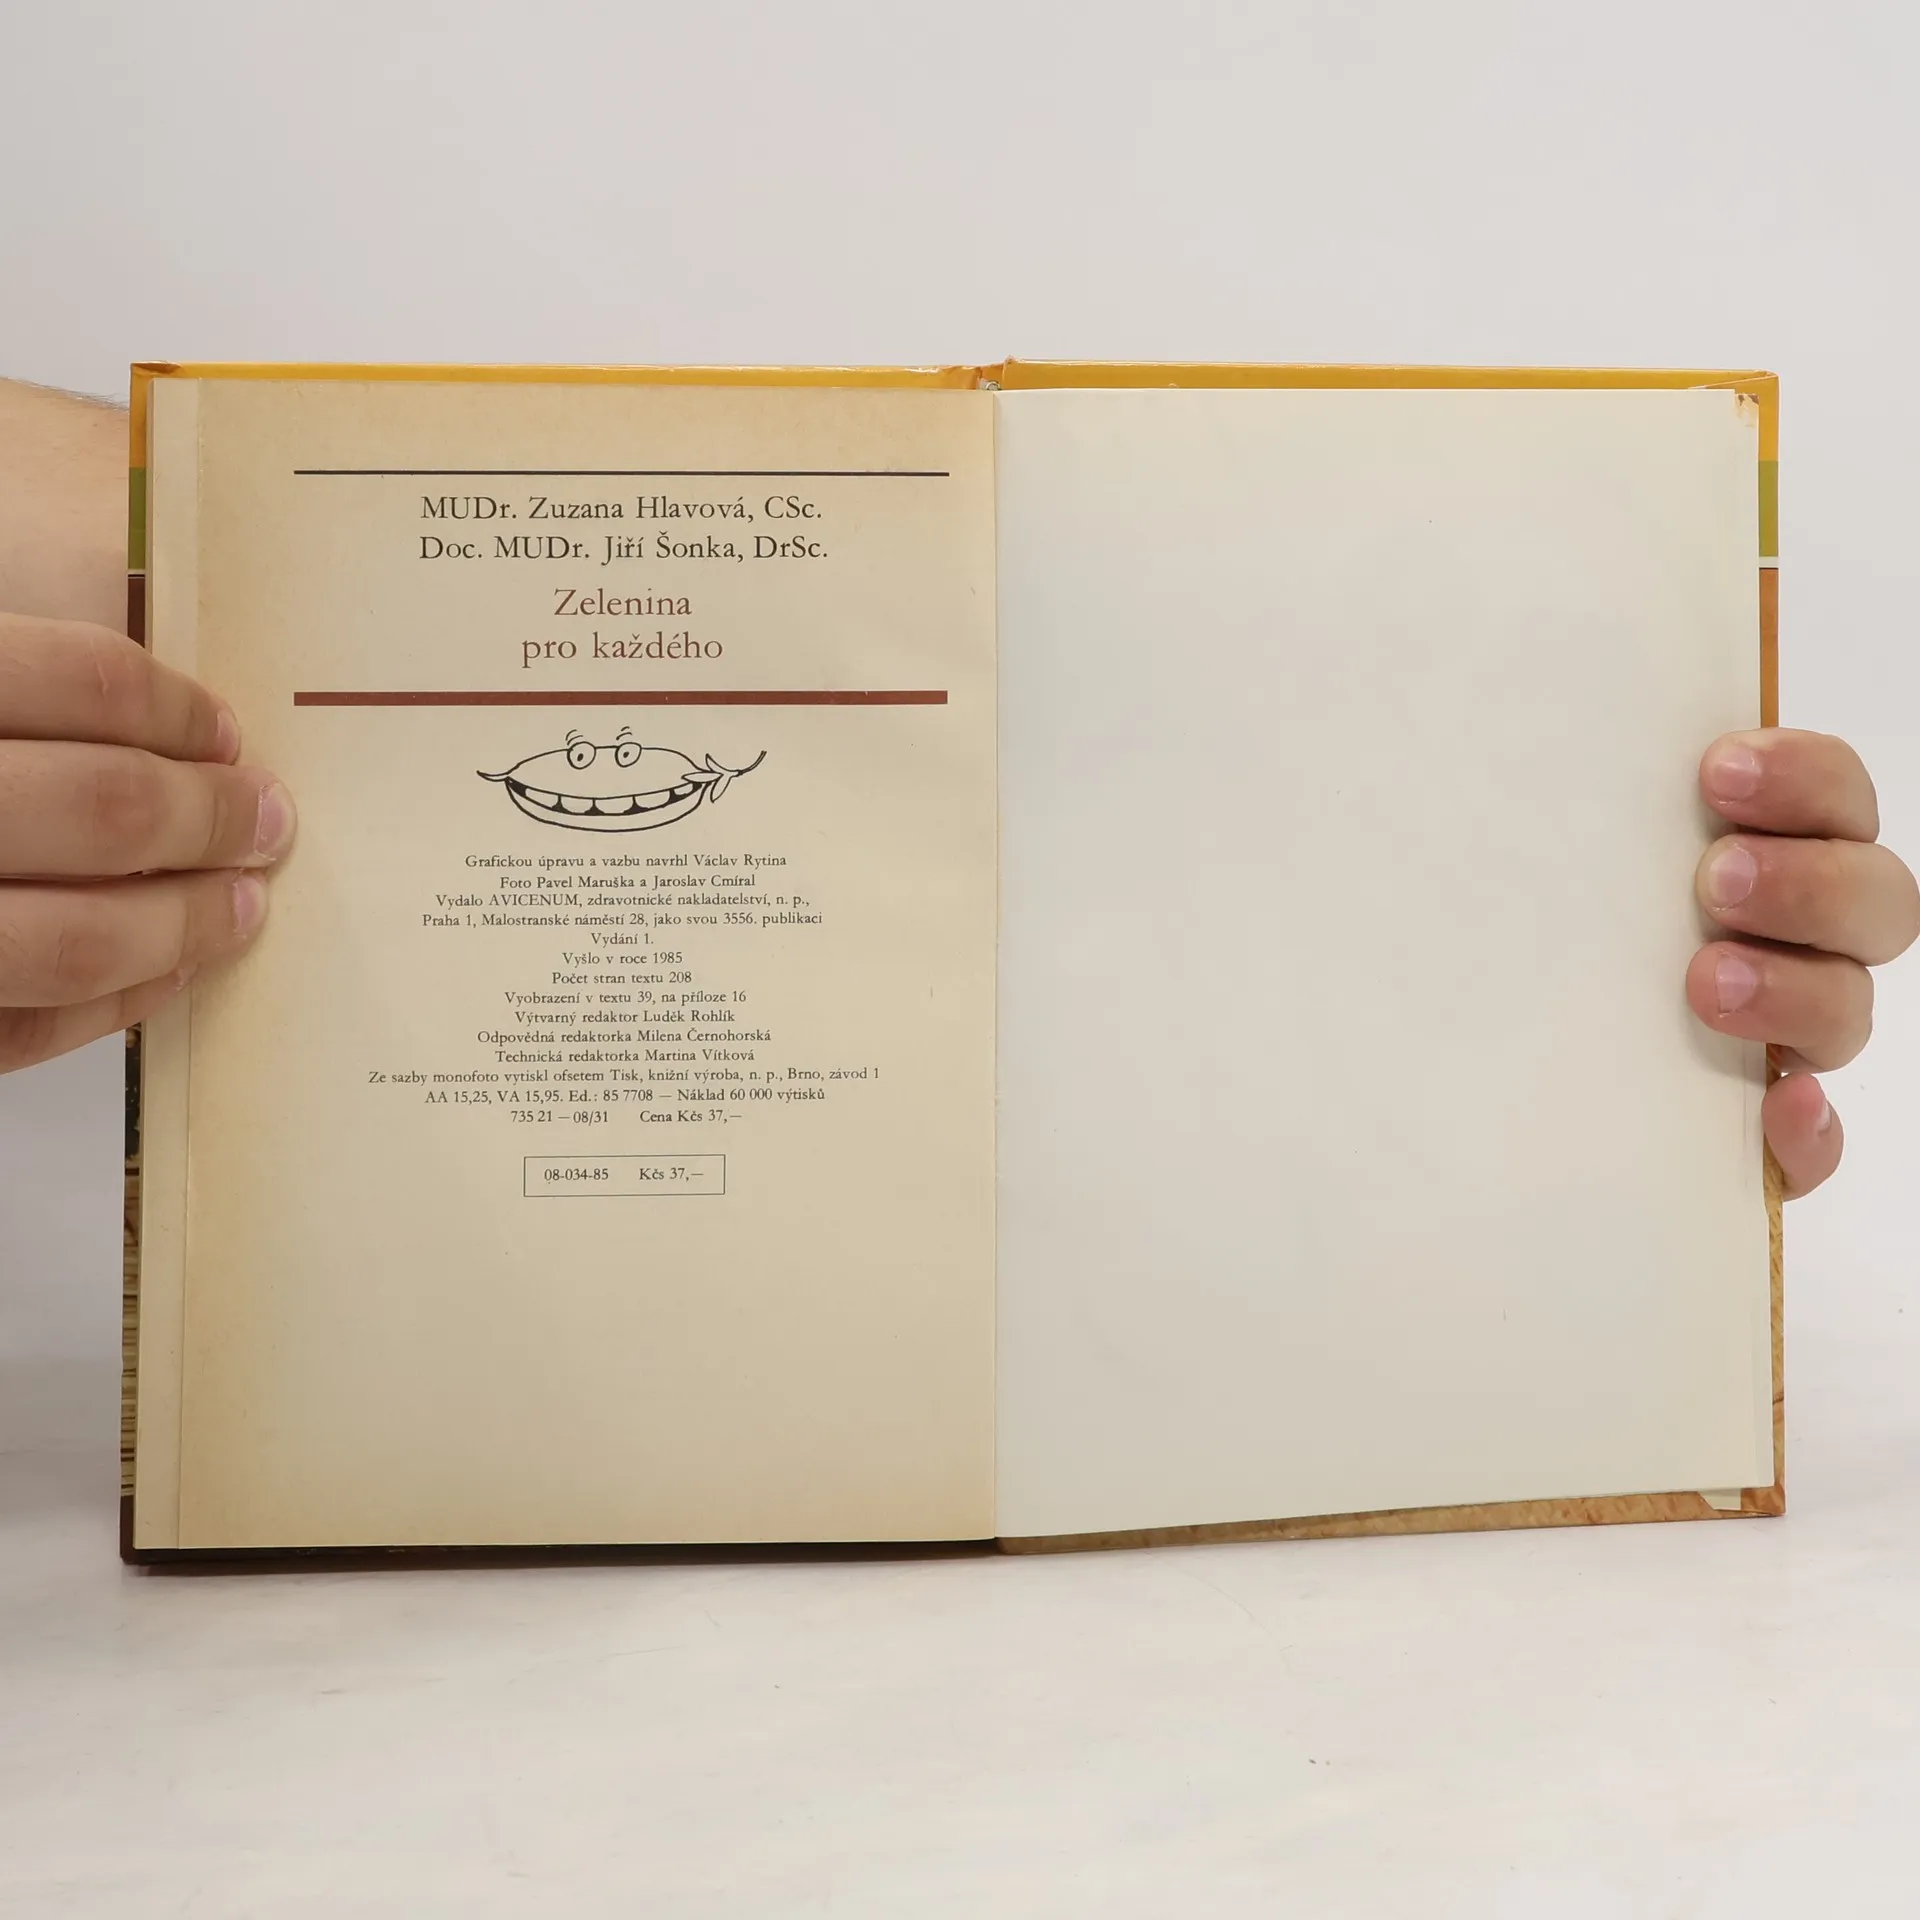 MUDr. Zuzana Hlavová, CSc.
Doc. MUDr. Jiří Šonka, DrSc.
Zelenina
pro každého
Grafickou úpravu a vazbu navrhl Václav Rytina
Foto Pavel Maruška a Jaroslav Cmíral
Vydalo AVICENUM, zdravotnické nakladatelství, n. p.,
Praha 1, Malostranské náměstí 28, jako svou 3556. publikaci
Vydání 1.
Vyšlo v roce 1985
Počet stran textu 208
Vyobrazení v textu 39, na příloze 16
Výtvarný redaktor Luděk Rohlík
Odpovědná redaktorka Milena Černohorská
Technická redaktorka Martina Vítková
Ze sazby monofoto vytiskl ofsetem Tisk, knižní výroba, n. p., Brno, závod 1
AA 15,25, VA 15,95. Ed.: 85 7708 — Náklad 60 000 výtisků
735 21 — 08/31 Cena Kčs 37,—
08-034-85 Kčs 37,—